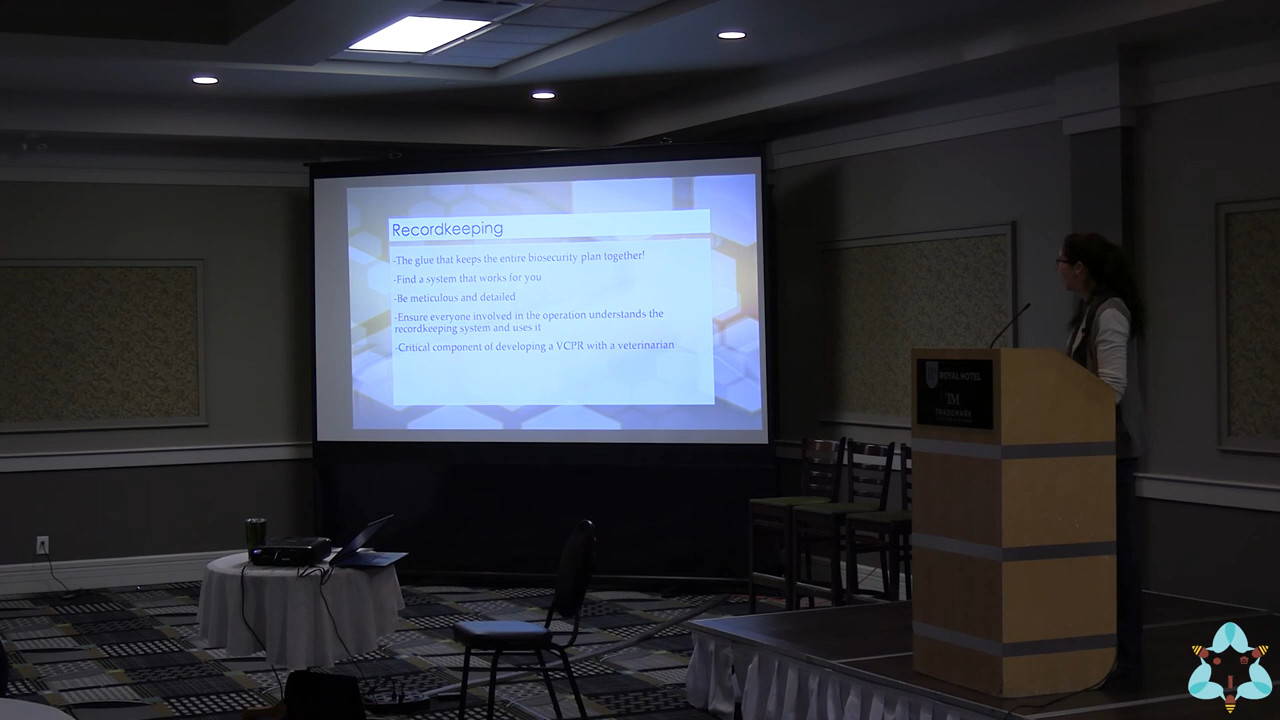 Recordkeeping
-The glue that keeps the entire biosecurity plan together!
-Find a system that works for you
-Be meticulous and detailed
-Ensure everyone involved in the operation understands the
recordkeeping system and uses it
-Critical component of developing a VCPR with a veterinarian
ROYAL HOTEL
TM
TRADEMARK